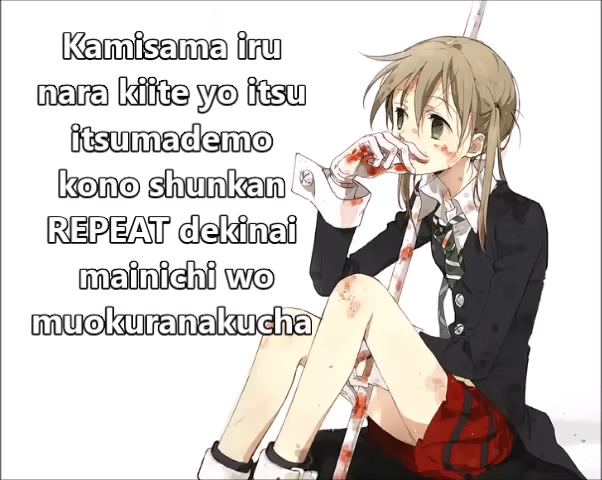 Kamisama iru
nara kiite yo itsu
itsumademo
kono shunkan
REPEAT dekinai
mainichi wo
muokuranakucha